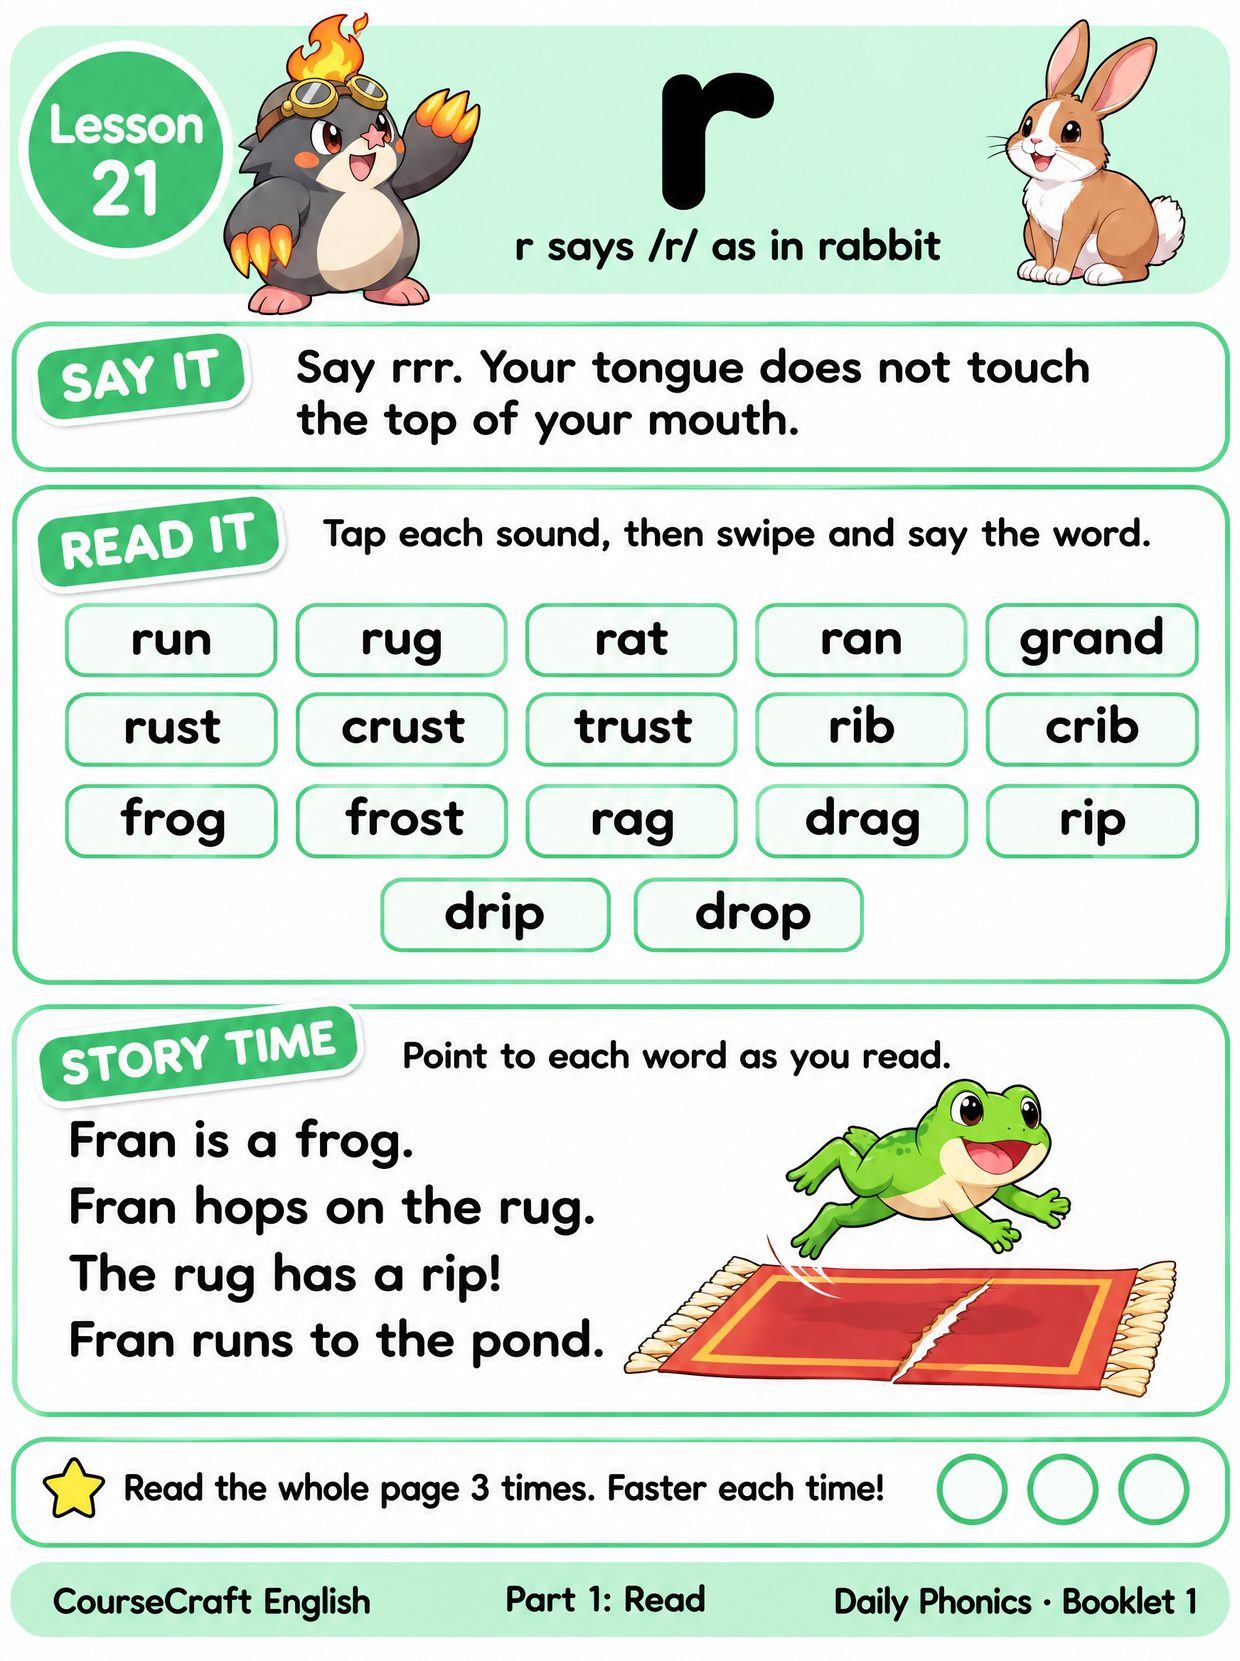 Lesson
21
r
r says /r/ as in rabbit
SAY IT
Say rrr. Your tongue does not touch
the top of your mouth.
READ IT
Tap each sound, then swipe and say the word.
run rug rat ran grand
rust crust trust rib crib
frog frost rag drag rip
drip drop
STORY TIME
Point to each word as you read.
Fran is a frog.
Fran hops on the rug.
The rug has a rip!
Fran runs to the pond.
Read the whole page 3 times. Faster each time!
CourseCraft English Part 1: Read Daily Phonics · Booklet 1